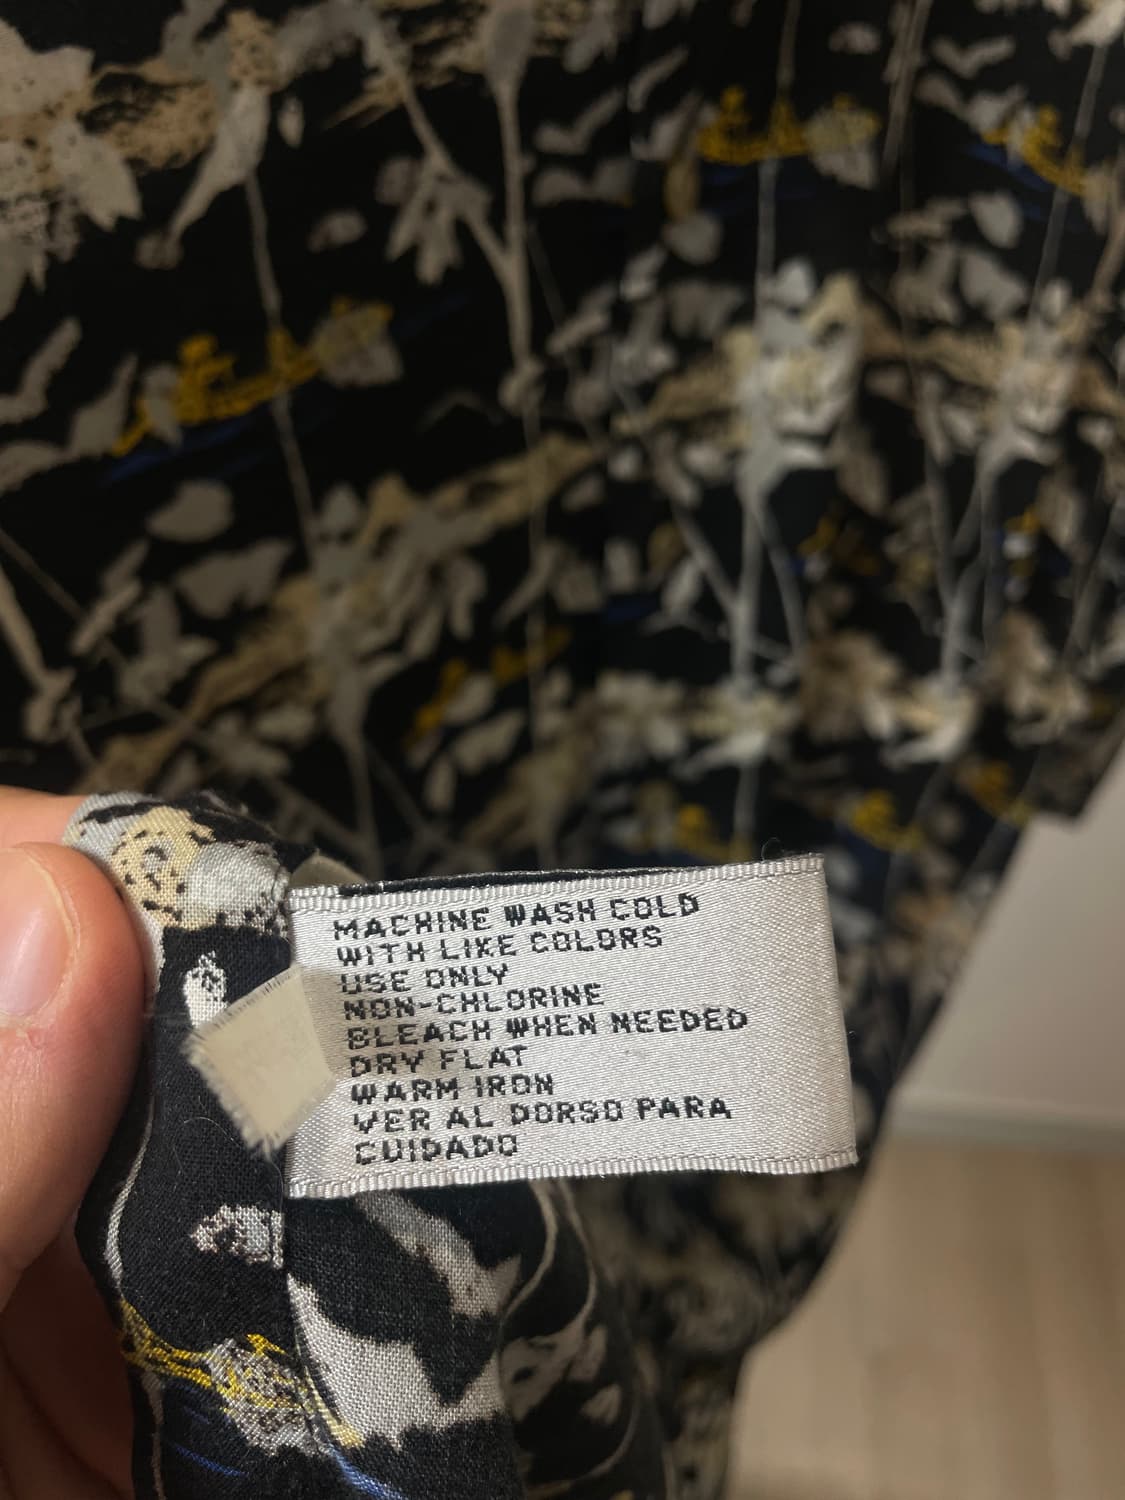 MACHINE WASH COLD
WITH LIKE COLORS
USE ONLY
NON-CHLORINE
BLEACH WHEN NEEDED
DRY FLAT
WARM IRON
VER AL DORSO PARA
CUIDADO